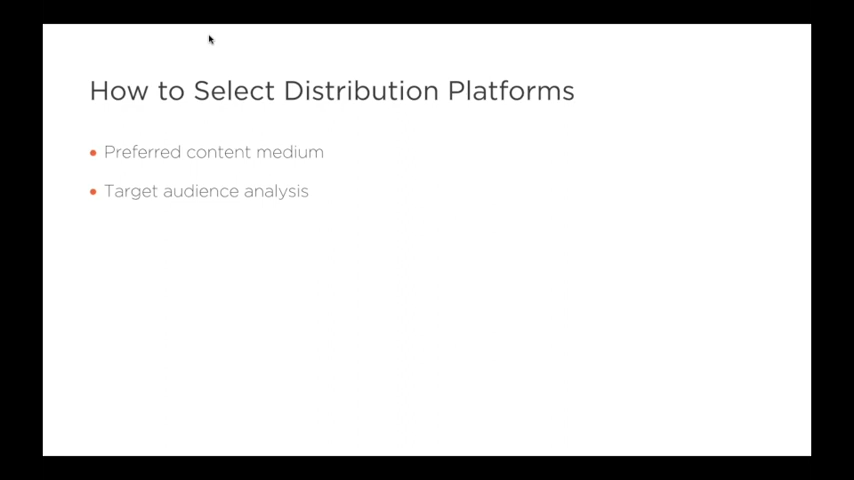 How to Select Distribution Platforms
Preferred content medium
Target audience analysis